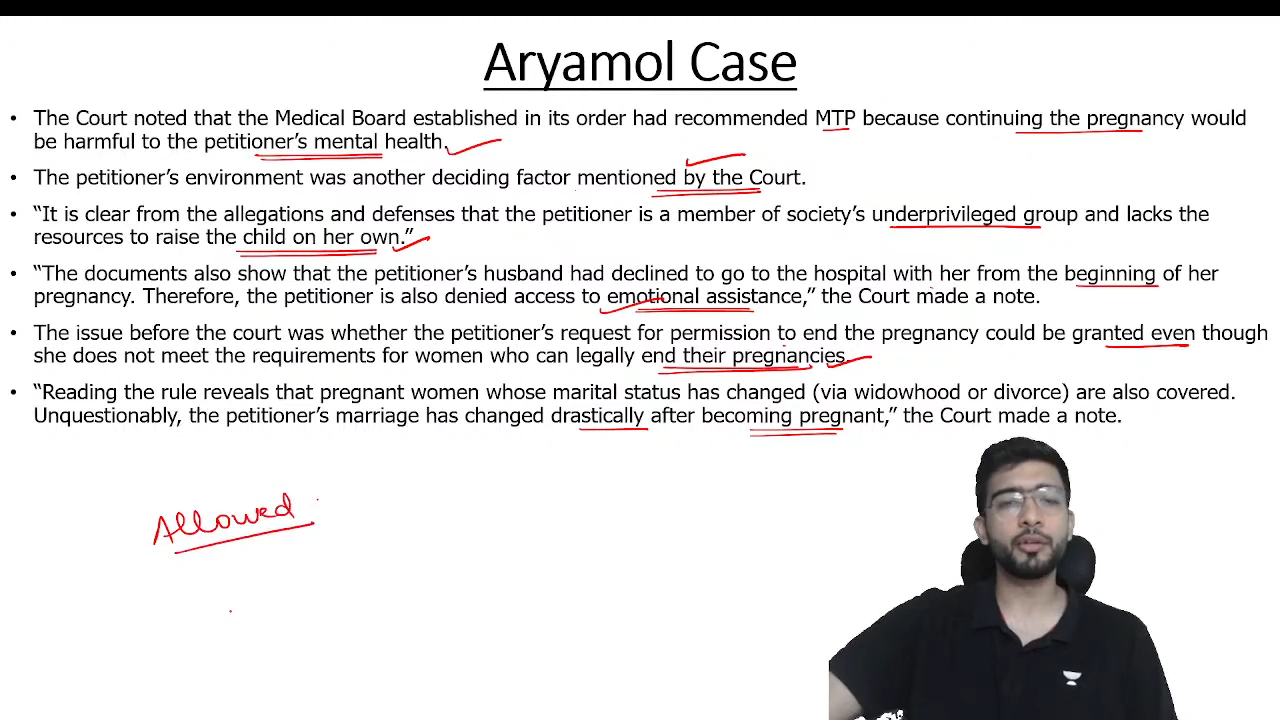 Aryamol Case
• The Court noted that the Medical Board established in its order had recommended MTP because continuing the pregnancy would
be harmful to the petitioner's mental health.
• The petitioner's environment was another deciding factor mentioned by the Court.
• “It is clear from the allegations and defenses that the petitioner is a member of society's underprivileged group and lacks the
resources to raise the child on her own.”
• “The documents also show that the petitioner's husband had declined to go to the hospital with her from the beginning of her
pregnancy. Therefore, the petitioner is also denied access to emotional assistance,” the Court made a note.
• The issue before the court was whether the petitioner's request for permission to end the pregnancy could be granted even though
she does not meet the requirements for women who can legally end their pregnancies.
• “Reading the rule reveals that pregnant women whose marital status has changed (via widowhood or divorce) are also covered.
Unquestionably, the petitioner's marriage has changed drastically after becoming pregnant,” the Court made a note.
Allowed